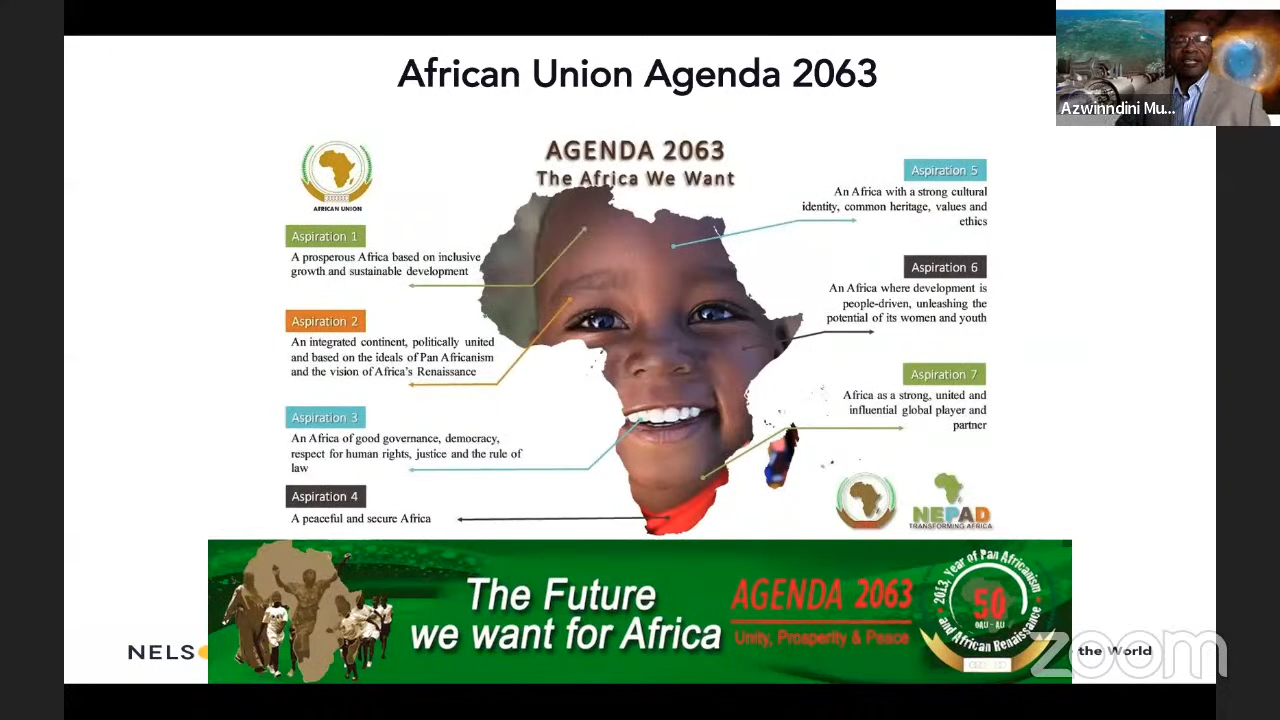 African Union Agenda 2063
Azwinndini Mu...
AGENDA 2063
The Africa We Want
AFRICAN UNION
Aspiration 1
A prosperous Africa based on inclusive
growth and sustainable development
Aspiration 2
An integrated continent, politically united
and based on the ideals of Pan Africanism
and the vision of Africa's Renaissance
Aspiration 3
An Africa of good governance, democracy,
respect for human rights, justice and the rule of
law
Aspiration 4
A peaceful and secure Africa
Aspiration 5
An Africa with a strong cultural
identity, common heritage, values and
ethics
Aspiration 6
An Africa where development is
people-driven, unleashing the
potential of its women and youth
Aspiration 7
Africa as a strong, united and
influential global player and
partner
NEPAD
TRANSFORMING AFRICA
The Future
we want for Africa
AGENDA 2063
Unity, Prosperity & Peace
2013, Year of Pan Africanism
and African Renaissance
50
OAU - AU
NELS
the World
zoom